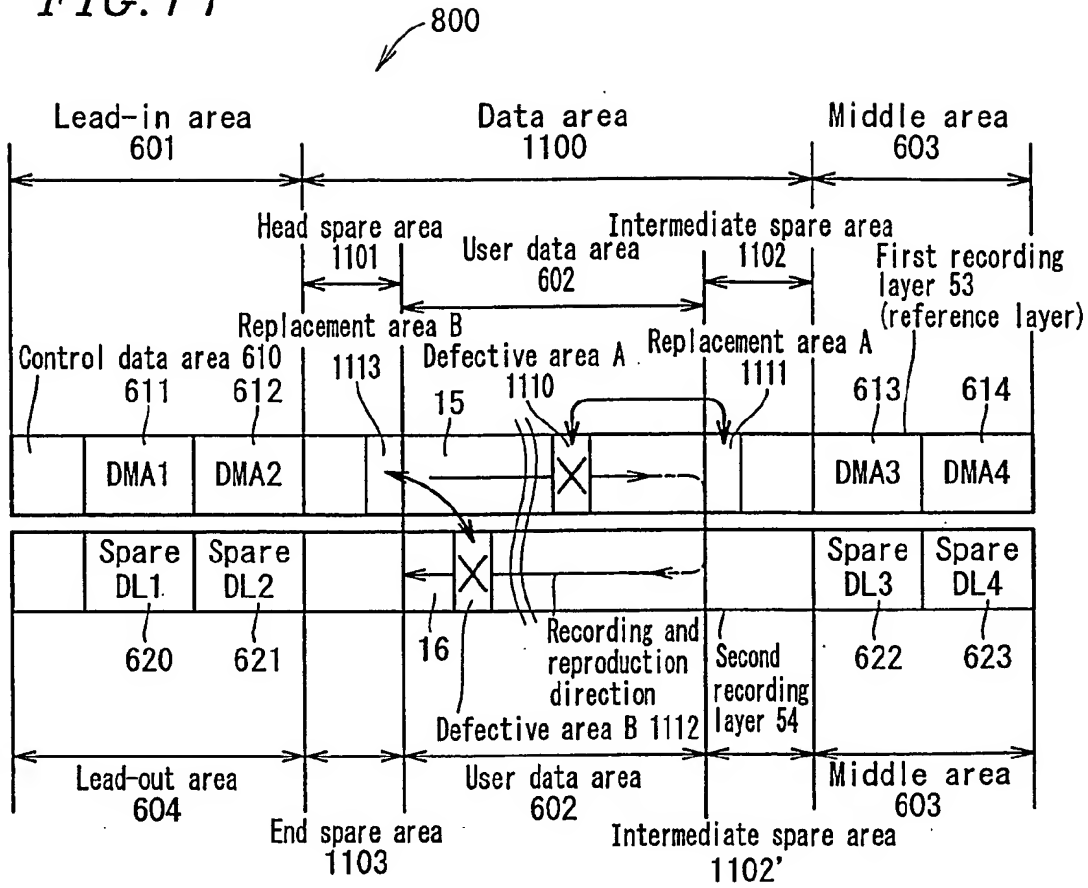 FIG. 11
800
Lead-in area
601
Data area
1100
Middle area
603
Head spare area
1101
User data area
602
Intermediate spare area
1102
First recording
layer 53
(reference layer)
Replacement area B
1113
Control data area 610
611
612
15
Defective area A
1110
Replacement area A
1111
613
614
DMA1
DMA2
DMA3
DMA4
Spare
DL1
Spare
DL2
Spare
DL3
Spare
DL4
620
621
16
Recording and
reproduction
direction
Second
recording
layer 54
622
623
Defective area B 1112
Lead-out area
604
User data area
602
Middle area
603
End spare area
1103
Intermediate spare area
1102'